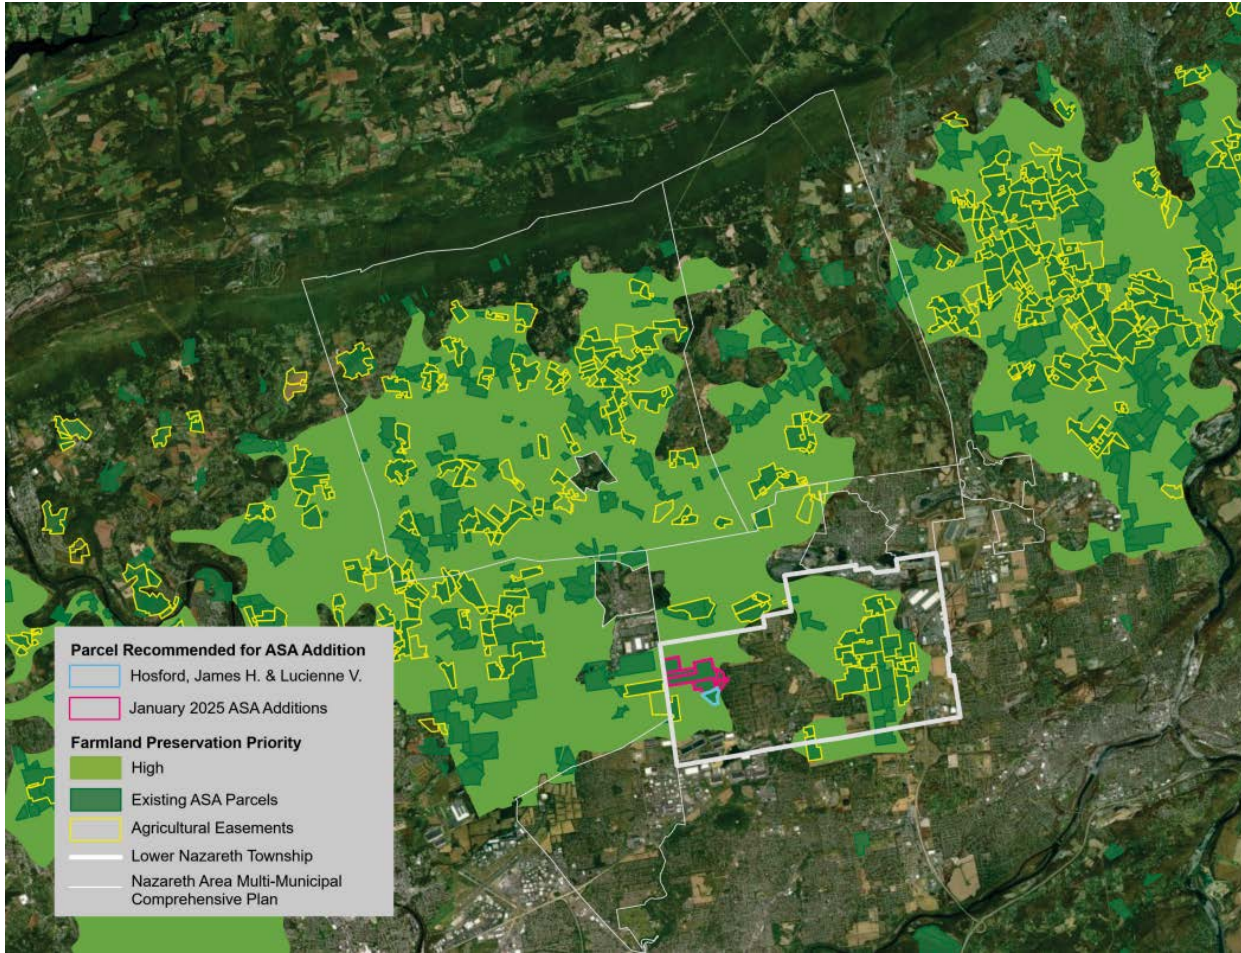 Parcel Recommended for ASA Addition
Hosford, James H. & Lucienne V.
January 2025 ASA Additions
Farmland Preservation Priority
High
Existing ASA Parcels
Agricultural Easements
Lower Nazareth Township
Nazareth Area Multi-Municipal
Comprehensive Plan